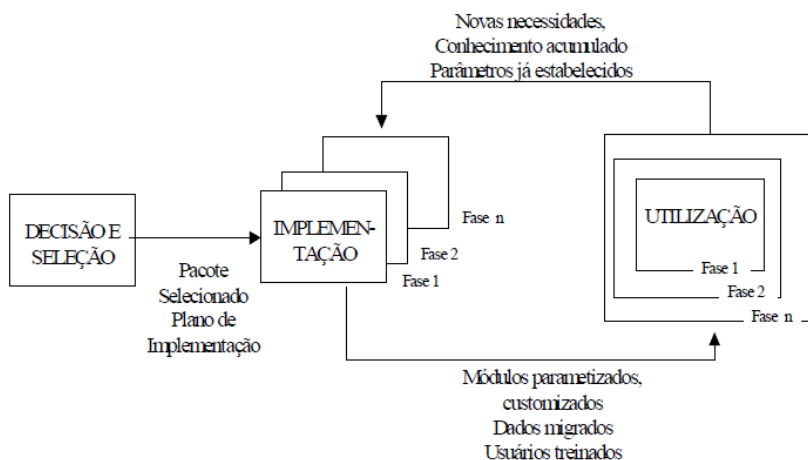 Novas necessidades,
Conhecimento acumulado
Parâmetros já estabelecidos
DECISÃO E
SELEÇÃO
Pacote
Selecionado
Plano de
Implementação
IMPLEMEN-
TAÇÃO
Fase 1
Fase 2
Fase n
UTILIZAÇÃO
Fase 1
Fase 2
Fase n
Módulos parametizados,
customizados
Dados migrados
Usuários treinados